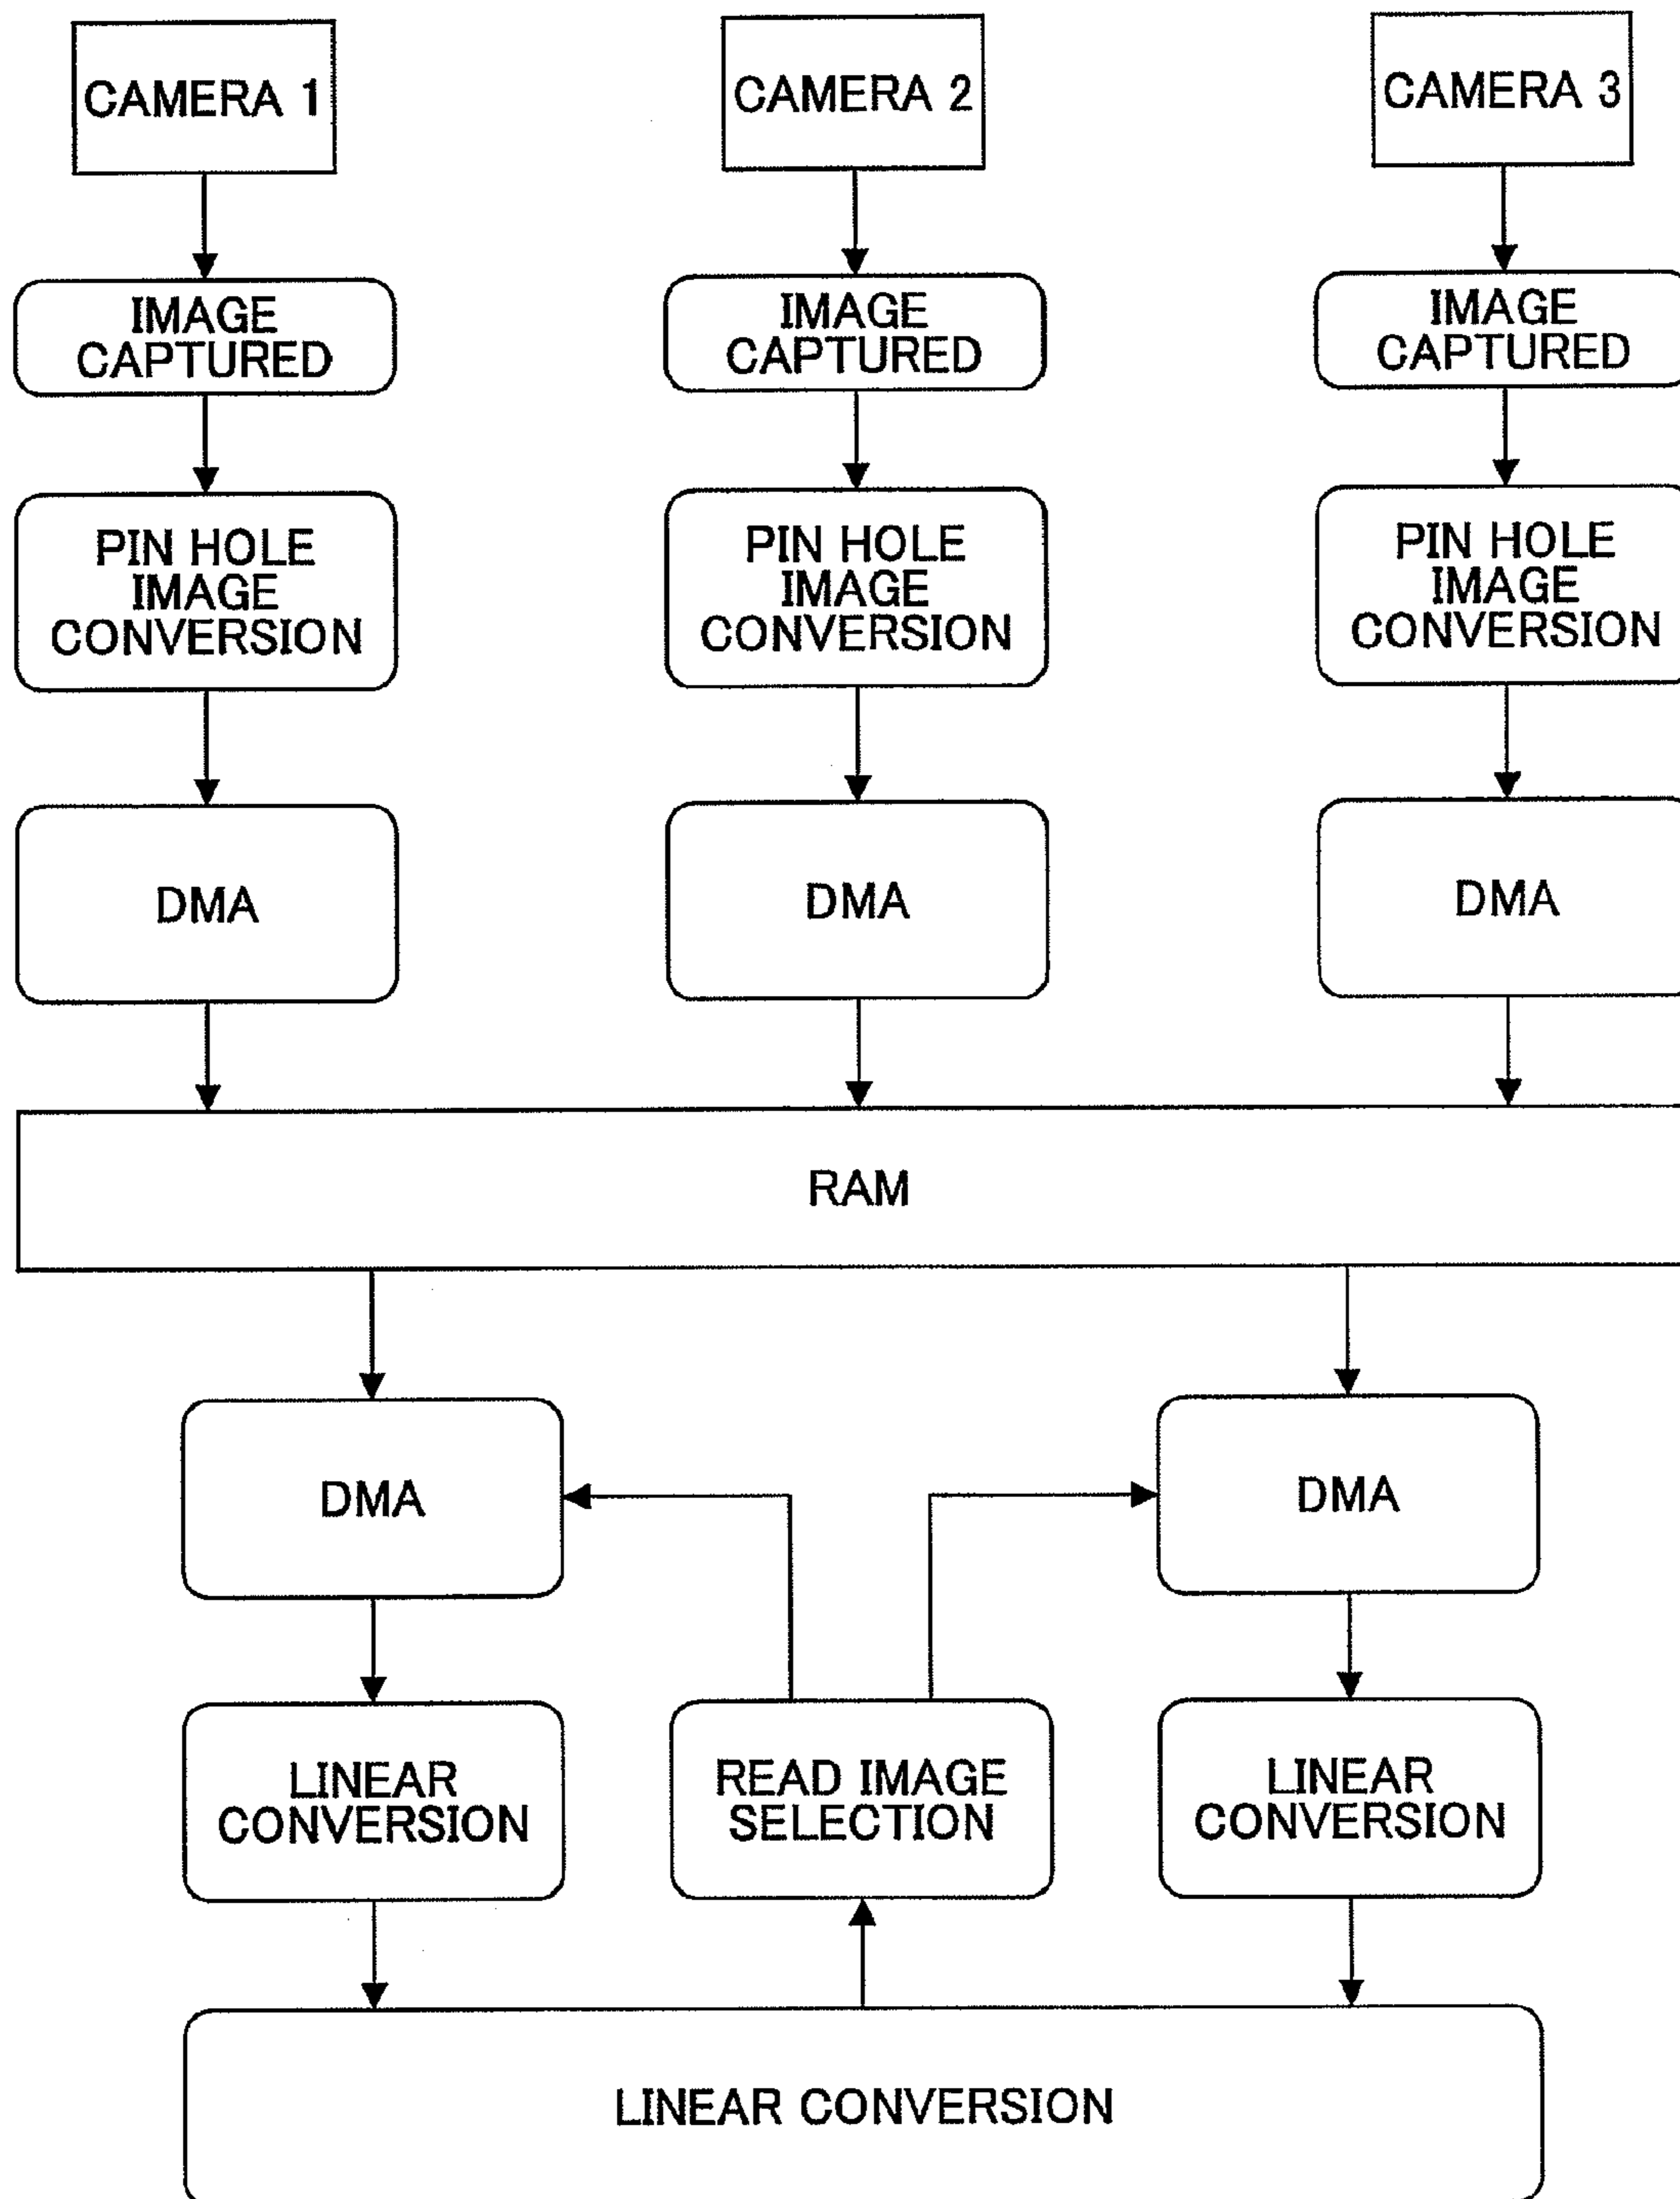 CAMERA 1
CAMERA 2
CAMERA 3
IMAGE
CAPTURED
IMAGE
CAPTURED
IMAGE
CAPTURED
PIN HOLE
IMAGE
CONVERSION
PIN HOLE
IMAGE
CONVERSION
PIN HOLE
IMAGE
CONVERSION
DMA
DMA
DMA
RAM
DMA
DMA
LINEAR
CONVERSION
READ IMAGE
SELECTION
LINEAR
CONVERSION
LINEAR CONVERSION